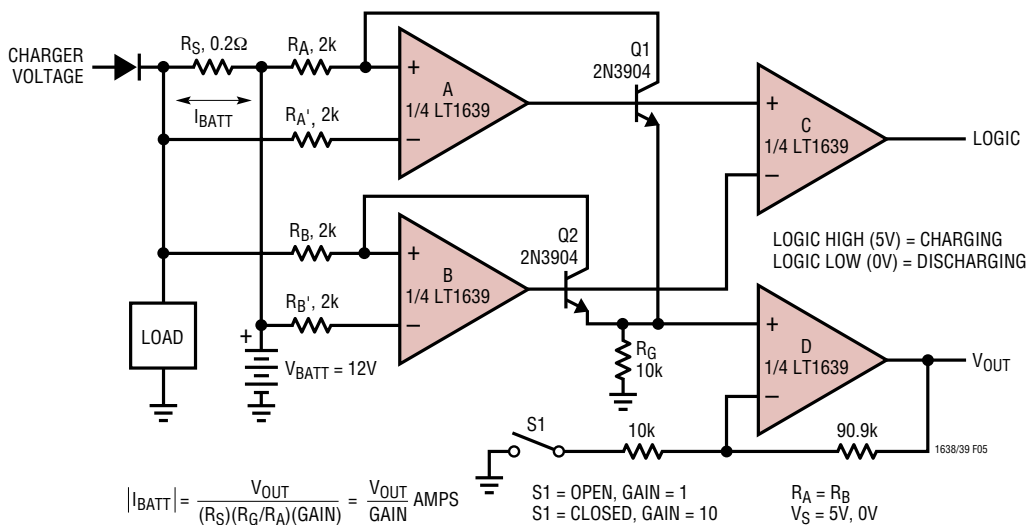 CHARGER
VOLTAGE
R_S, 0.2Ω
I_BATT
R_A, 2k
R_A', 2k
+
−
A
1/4 LT1639
Q1
2N3904
+
−
C
1/4 LT1639
LOGIC
LOGIC HIGH (5V) = CHARGING
LOGIC LOW (0V) = DISCHARGING
R_B, 2k
R_B', 2k
+
−
B
1/4 LT1639
Q2
2N3904
LOAD
+
V_BATT = 12V
R_G
10k
+
−
D
1/4 LT1639
V_OUT
S1
10k
90.9k
1638/39 F05
|I_BATT| = V_OUT / (R_S)(R_G/R_A)(GAIN) = V_OUT / GAIN AMPS
S1 = OPEN, GAIN = 1
S1 = CLOSED, GAIN = 10
R_A = R_B
V_S = 5V, 0V